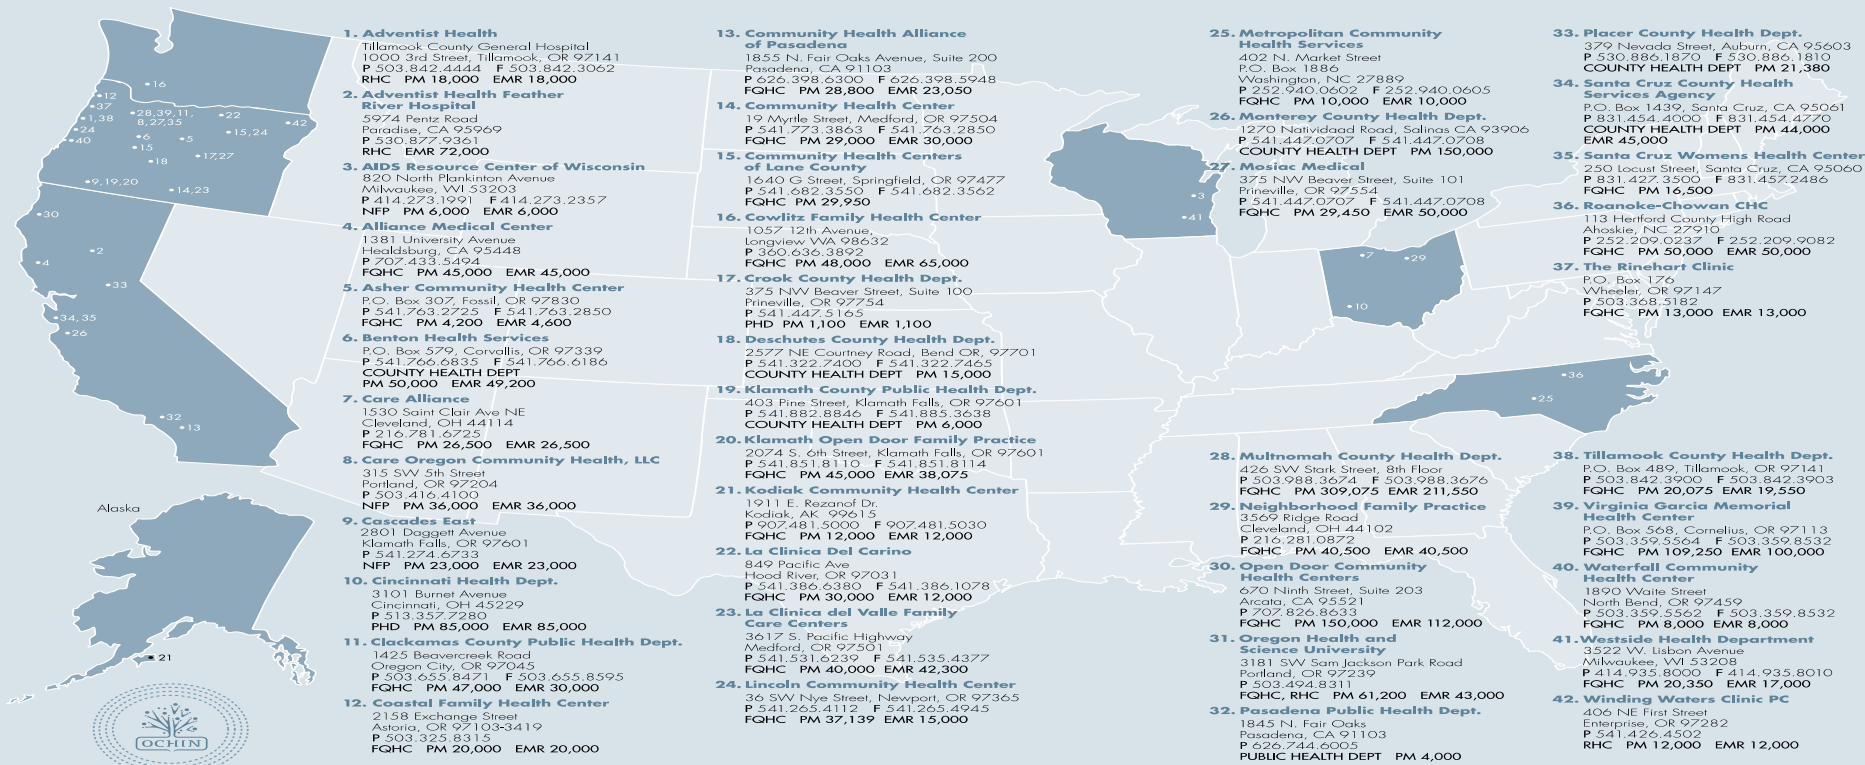 1. Adventist Health
Tillamook County General Hospital
1000 3rd Street, Tillamook, OR 97141
P 503.842.4444 F 503.842.3062
RHC PM 18,000 EMR 18,000
2. Adventist Health Feather
River Hospital
5974 Pentz Road
Paradise, CA 95969
P 530.877.9361
RHC EMR 72,000
3. AIDS Resource Center of Wisconsin
820 North Plankinton Avenue
Milwaukee, WI 53203
P 414.273.1991 F 414.273.2357
NFP PM 6,000 EMR 6,000
4. Alliance Medical Center
1381 University Avenue
Healdsburg, CA 95448
P 707.433.5494
FQHC PM 45,000 EMR 45,000
5. Asher Community Health Center
P.O. Box 307, Fossil, OR 97830
P 541.763.2725 F 541.763.2850
FQHC PM 4,200 EMR 4,600
6. Benton Health Services
P.O. Box 579, Corvallis, OR 97339
P 541.766.6835 F 541.766.6186
COUNTY HEALTH DEPT
PM 50,000 EMR 49,200
7. Care Alliance
1530 Saint Clair Ave NE
Cleveland, OH 44114
P 216.781.6725
FQHC PM 26,500 EMR 26,500
8. Care Oregon Community Health, LLC
315 SW 5th Street
Portland, OR 97204
P 503.416.4100
NFP PM 36,000 EMR 36,000
9. Cascades East
2801 Daggett Avenue
Klamath Falls, OR 97601
P 541.274.6733
NFP PM 23,000 EMR 23,000
10. Cincinnati Health Dept.
3101 Burnet Avenue
Cincinnati, OH 45229
P 513.357.7280
PHD PM 85,000 EMR 85,000
11. Clackamas County Public Health Dept.
1425 Beavercreek Road
Oregon City, OR 97045
P 503.655.8471 F 503.655.8595
FQHC PM 47,000 EMR 30,000
12. Coastal Family Health Center
2158 Exchange Street
Astoria, OR 97103-3419
P 503.325.8315
FQHC PM 20,000 EMR 20,000
13. Community Health Alliance
of Pasadena
1855 N. Fair Oaks Avenue, Suite 200
Pasadena, CA 91103
P 626.398.6300 F 626.398.5948
FQHC PM 28,800 EMR 23,050
14. Community Health Center
19 Myrtle Street, Medford, OR 97504
P 541.773.3863 F 541.763.2850
FQHC PM 29,000 EMR 30,000
15. Community Health Centers
of Lane County
1640 G Street, Springfield, OR 97477
P 541.682.3550 F 541.682.3562
FQHC PM 29,950
16. Cowlitz Family Health Center
1057 12th Avenue,
Longview WA 98632
P 360.636.3892
FQHC PM 48,000 EMR 65,000
17. Crook County Health Dept.
375 NW Beaver Street, Suite 100
Prineville, OR 97754
P 541.447.5165
PHD PM 1,100 EMR 1,100
18. Deschutes County Health Dept.
2577 NE Courtney Road, Bend OR, 97701
P 541.322.7400 F 541.322.7465
COUNTY HEALTH DEPT PM 15,000
19. Klamath County Public Health Dept.
403 Pine Street, Klamath Falls, OR 97601
P 541.882.8846 F 541.885.3638
COUNTY HEALTH DEPT PM 6,000
20. Klamath Open Door Family Practice
2074 S. 6th Street, Klamath Falls, OR 97601
P 541.851.8110 F 541.851.8114
FQHC PM 45,000 EMR 38,075
21. Kodiak Community Health Center
1911 E. Rezanof Dr.
Kodiak, AK 99615
P 907.481.5000 F 907.481.5030
FQHC PM 12,000 EMR 12,000
22. La Clinica Del Carino
849 Pacific Ave
Hood River, OR 97031
P 541.386.6380 F 541.386.1078
FQHC PM 30,000 EMR 12,000
23. La Clinica del Valle Family
Care Centers
3617 S. Pacific Highway
Medford, OR 97501
P 541.531.6239 F 541.535.4377
FQHC PM 40,000 EMR 42,300
24. Lincoln Community Health Center
36 SW Nye Street, Newport, OR 97365
P 541.265.4112 F 541.265.4945
FQHC PM 37,139 EMR 15,000
25. Metropolitan Community
Health Services
402 N. Market Street
P.O. Box 1886
Washington, NC 27889
P 252.940.0602 F 252.940.0605
FQHC PM 10,000 EMR 10,000
26. Monterey County Health Dept.
1270 Natividaad Road, Salinas CA 93906
P 541.447.0707 F 541.447.0708
COUNTY HEALTH DEPT PM 150,000
27. Mosiac Medical
375 NW Beaver Street, Suite 101
Prineville, OR 97554
P 541.447.0707 F 541.447.0708
FQHC PM 29,450 EMR 50,000
28. Multnomah County Health Dept.
426 SW Stark Street, 8th Floor
P 503.988.3674 F 503.988.3676
FQHC PM 309,075 EMR 211,550
29. Neighborhood Family Practice
3569 Ridge Road
Cleveland, OH 44102
P 216.281.0872
FQHC PM 40,500 EMR 40,500
30. Open Door Community
Health Centers
670 Ninth Street, Suite 203
Arcata, CA 95521
P 707.826.8633
FQHC PM 150,000 EMR 112,000
31. Oregon Health and
Science University
3181 SW Sam Jackson Park Road
Portland, OR 97239
P 503.494.8311
FQHC, RHC PM 61,200 EMR 43,000
32. Pasadena Public Health Dept.
1845 N. Fair Oaks
Pasadena, CA 91103
P 626.744.6005
PUBLIC HEALTH DEPT PM 4,000
33. Placer County Health Dept.
379 Nevada Street, Auburn, CA 95603
P 530.886.1870 F 530.886.1810
COUNTY HEALTH DEPT PM 21,380
34. Santa Cruz County Health
Services Agency
P.O. Box 1439, Santa Cruz, CA 95061
P 831.454.4000 F 831.454.4770
COUNTY HEALTH DEPT PM 44,000
EMR 45,000
35. Santa Cruz Womens Health Center
250 Locust Street, Santa Cruz, CA 95060
P 831.427.3500 F 831.457.2486
FQHC PM 16,500
36. Roanoke-Chowan CHC
113 Hertford County High Road
Ahoskie, NC 27910
P 252.209.0237 F 252.209.9082
FQHC PM 50,000 EMR 50,000
37. The Rinehart Clinic
P.O. Box 176
Wheeler, OR 97147
P 503.368.5182
FQHC PM 13,000 EMR 13,000
38. Tillamook County Health Dept.
P.O. Box 489, Tillamook, OR 97141
P 503.842.3900 F 503.842.3903
FQHC PM 20,075 EMR 19,550
39. Virginia Garcia Memorial
Health Center
P.O. Box 568, Cornelius, OR 97113
P 503.359.5564 F 503.359.8532
FQHC PM 109,250 EMR 100,000
40. Waterfall Community
Health Center
1890 Waite Street
North Bend, OR 97459
P 503.359.5562 F 503.359.8532
FQHC PM 8,000 EMR 8,000
41. Westside Health Department
3522 W. Lisbon Avenue
Milwaukee, WI 53208
P 414.935.8000 F 414.935.8010
FQHC PM 20,350 EMR 17,000
42. Winding Waters Clinic PC
406 NE First Street
Enterprise, OR 97282
P 541.426.4502
RHC PM 12,000 EMR 12,000
16
12
37
1,38
28,39,11,
8,27,35
22
42
24
15,24
40
6
5
15
18
17,27
9,19,20
14,23
30
2
4
33
34,35
26
32
13
3
41
7
29
10
36
25
Alaska
21
OCHIN